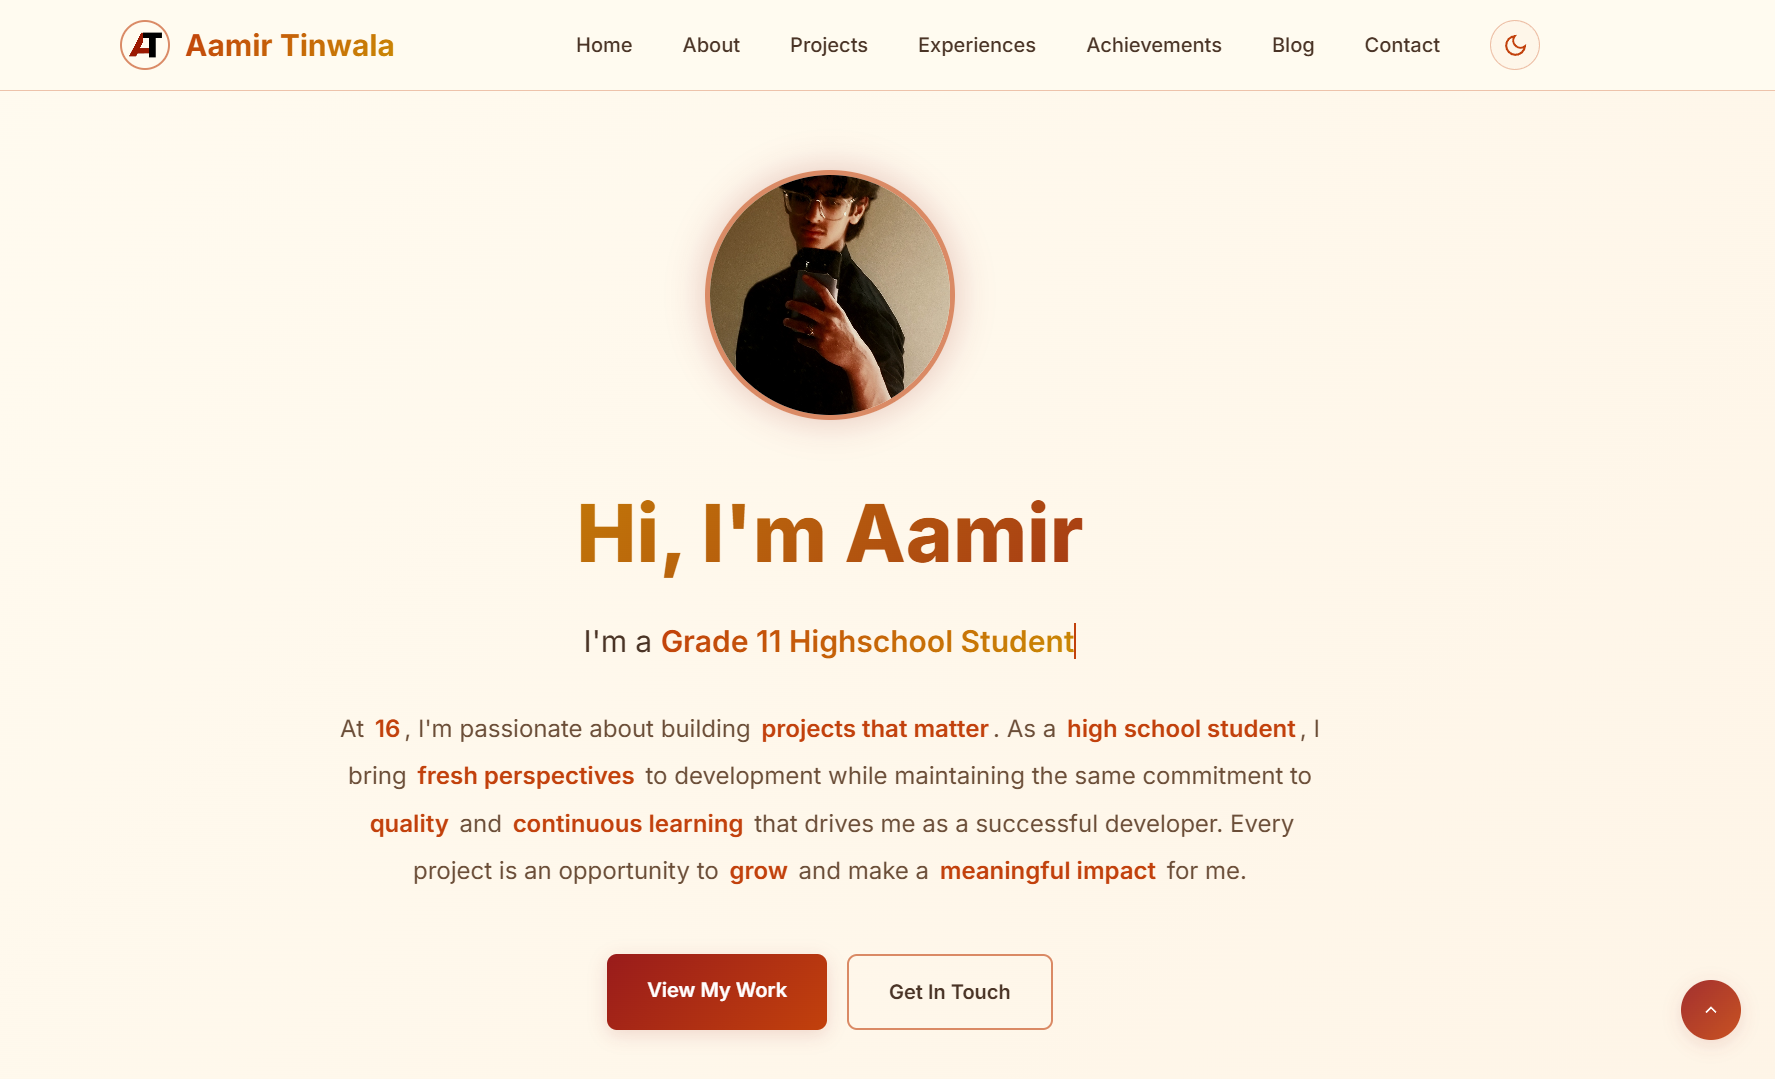 AT Aamir Tinwala Home About Projects Experiences Achievements Blog Contact
Hi, I'm Aamir
I'm a Grade 11 Highschool Student
At 16, I'm passionate about building projects that matter. As a high school student, I
bring fresh perspectives to development while maintaining the same commitment to
quality and continuous learning that drives me as a successful developer. Every
project is an opportunity to grow and make a meaningful impact for me.
View My Work Get In Touch